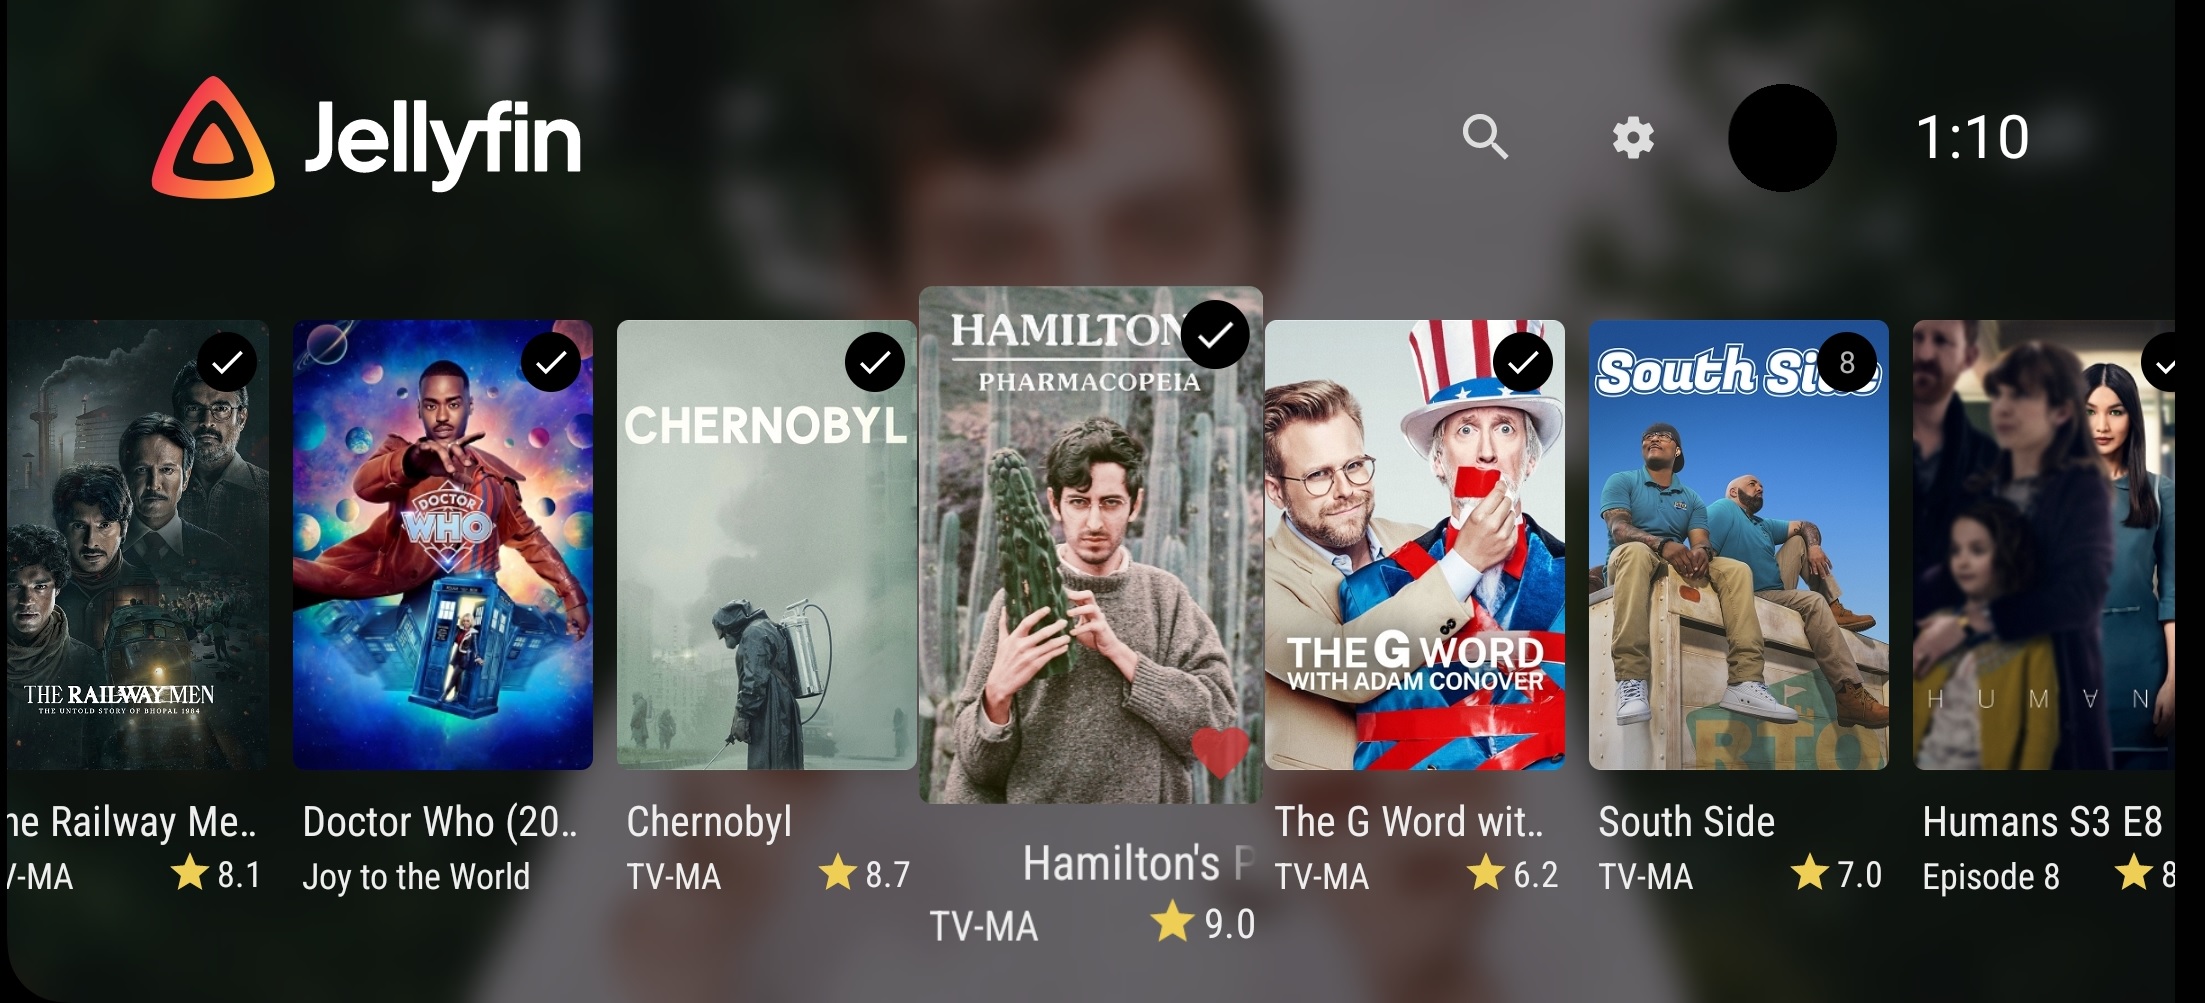 Jellyfin
1:10
THE RAILWAY MEN
THE UNTOLD STORY OF BHOPAL 1984
DOCTOR
WHO
CHERNOBYL
HAMILTON
PHARMACOPEIA
THE G WORD
WITH ADAM CONOVER
South Si
8
RTO
H U M A N
he Railway Me..
V-MA
8.1
Doctor Who (20..
Joy to the World
Chernobyl
TV-MA
8.7
Hamilton's P
TV-MA
9.0
The G Word wit..
TV-MA
6.2
South Side
TV-MA
7.0
Humans S3 E8
Episode 8
8